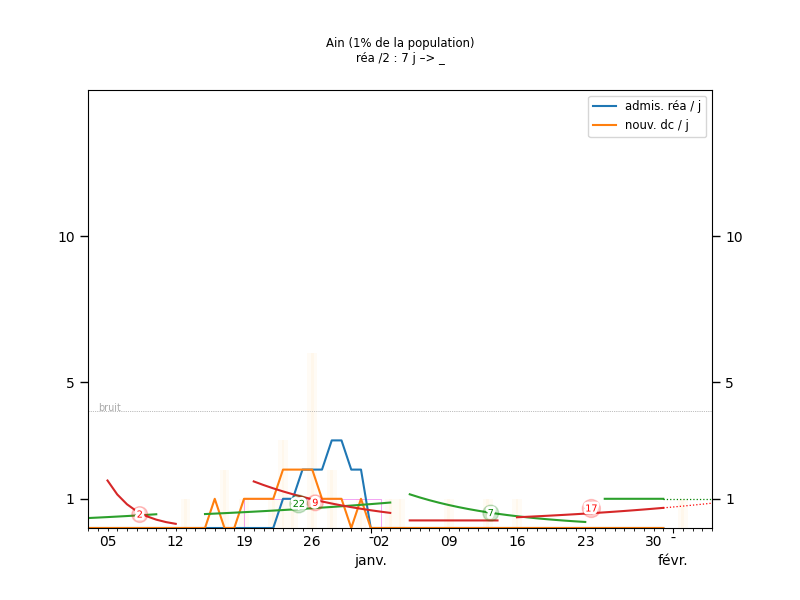 Ain (1% de la population)
réa /2 : 7 j –> _
admis. réa / j
nouv. dc / j
10 10
5 5
bruit
1 1
2 22 9 7 17
05 12 19 26 02 09 16 23 30
janv. févr.